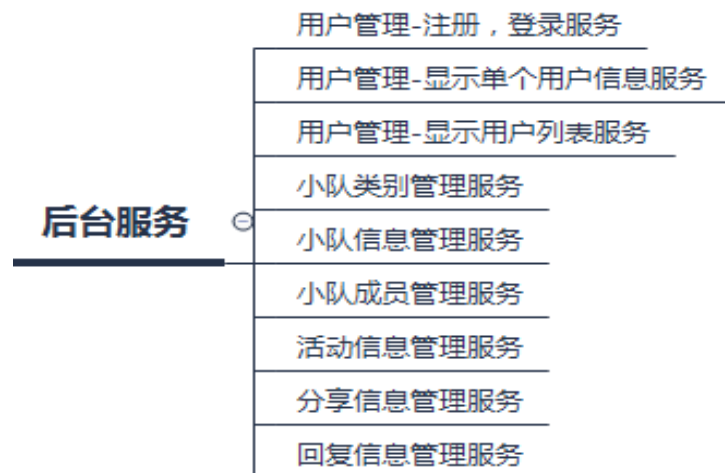 用户管理-注册，登录服务
用户管理-显示单个用户信息服务
用户管理-显示用户列表服务
小队类别管理服务
后台服务
小队信息管理服务
小队成员管理服务
活动信息管理服务
分享信息管理服务
回复信息管理服务